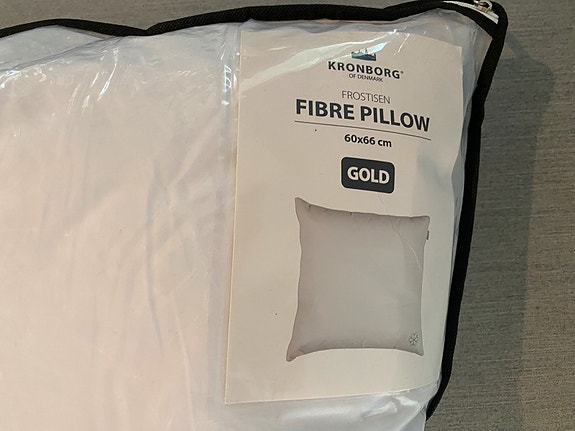 KRONBORG®
OF DENMARK
FROSTISEN
FIBRE PILLOW
60x66 cm
GOLD